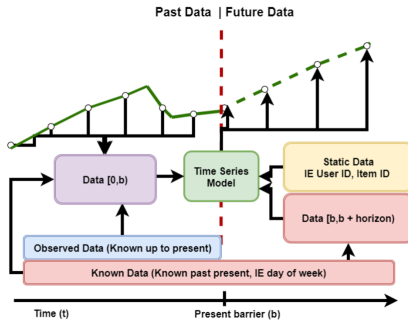 Past Data | Future Data
Data [0,b)
Time Series
Model
Static Data
IE User ID, Item ID
Data [b,b + horizon)
Observed Data (Known up to present)
Known Data (Known past present, IE day of week)
Time (t)
Present barrier (b)